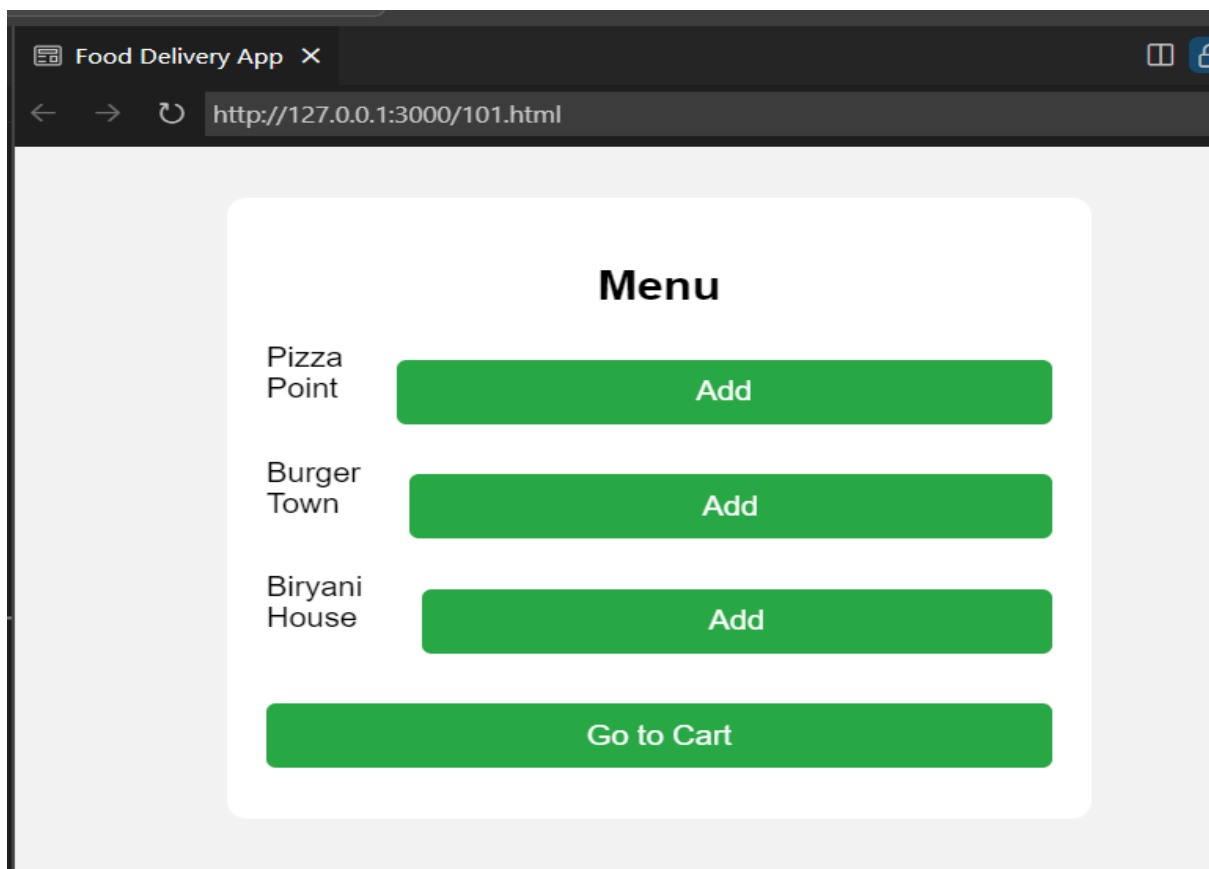 Food Delivery App
http://127.0.0.1:3000/101.html
Menu
Pizza
Point
Add
Burger
Town
Add
Biryani
House
Add
Go to Cart